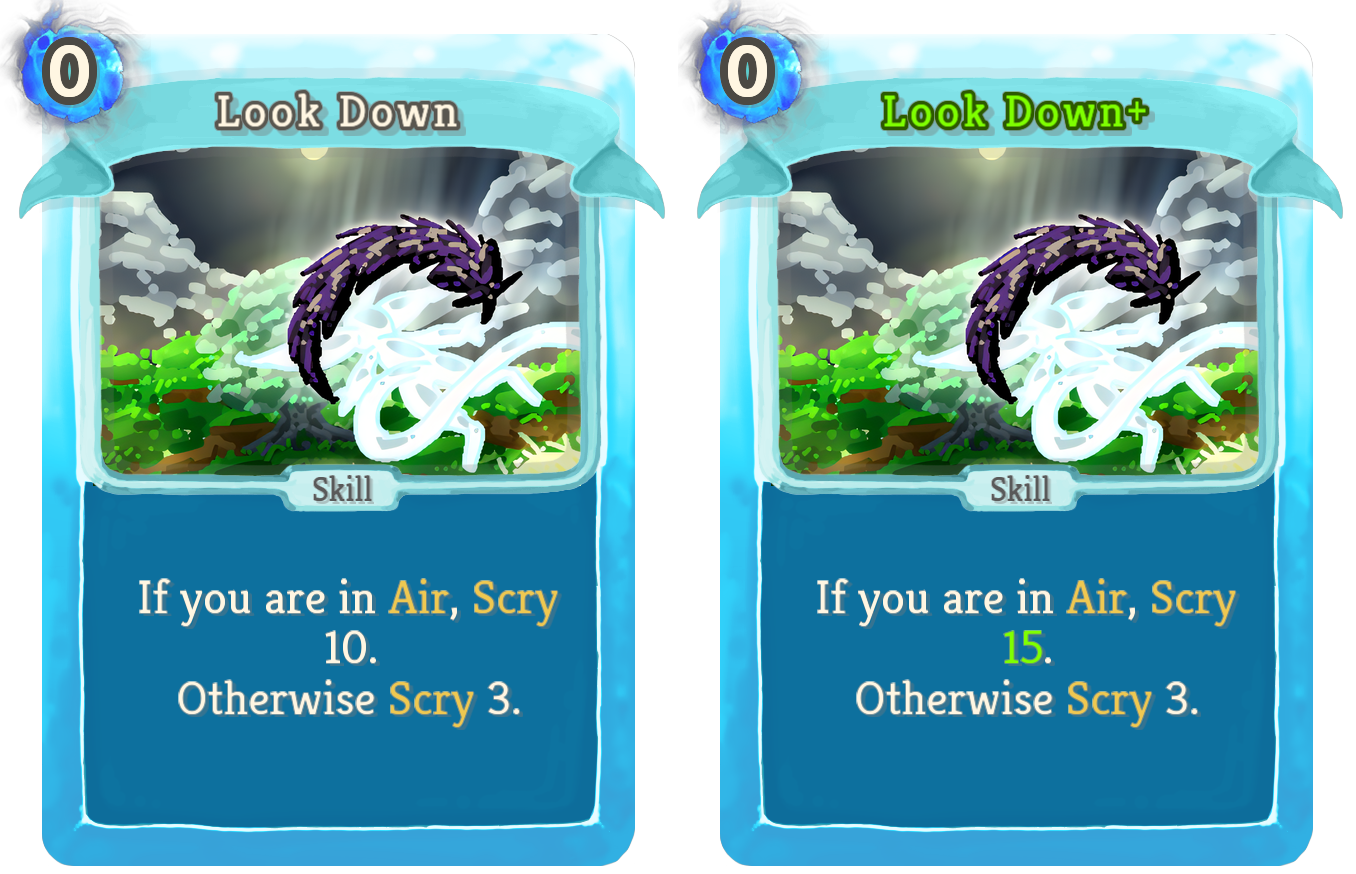 0
Look Down
Skill
If you are in Air, Scry
10.
Otherwise Scry 3.
0
Look Down+
Skill
If you are in Air, Scry
15.
Otherwise Scry 3.